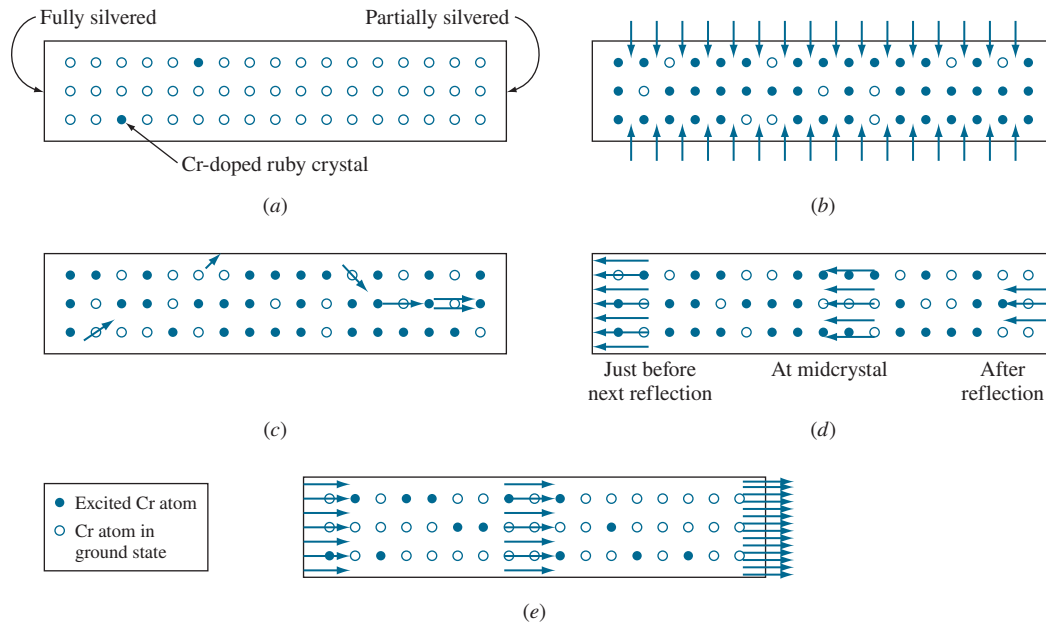 Fully silvered
Partially silvered
Cr-doped ruby crystal
(a)
(b)
(c)
Just before
next reflection
At midcrystal
After
reflection
(d)
Excited Cr atom
Cr atom in
ground state
(e)